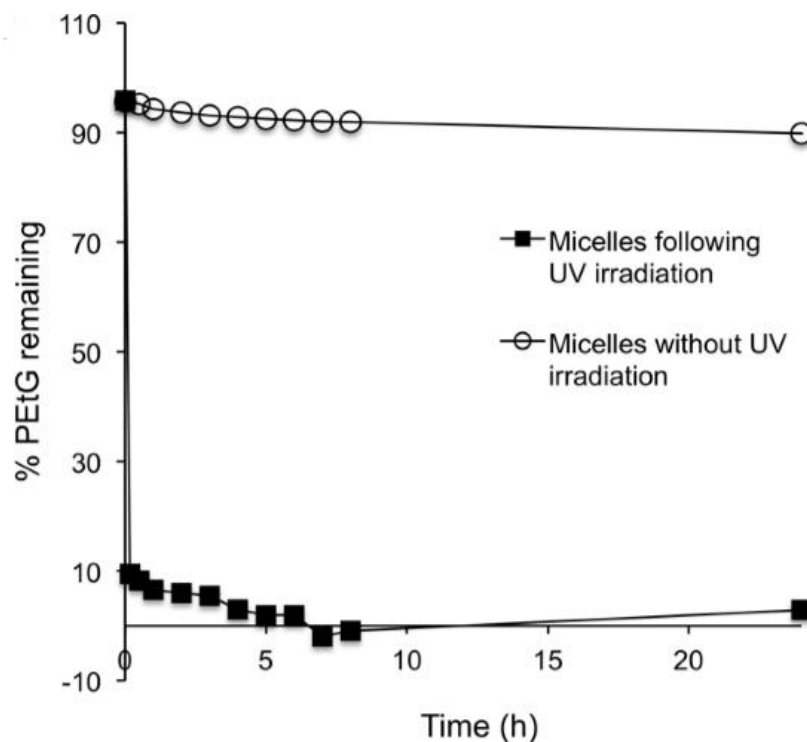 110
90
70
50
30
10
-10
% PEtG remaining
Micelles following
UV irradiation
Micelles without UV
irradiation
0
5
10
15
20
Time (h)